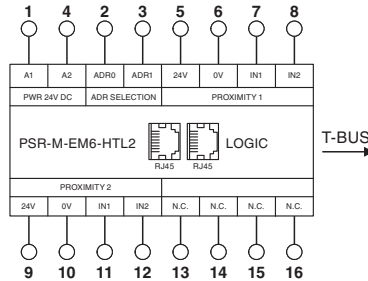 1 4 2 3 5 6 7 8
A1 A2 ADR0 ADR1 24V 0V IN1 IN2
PWR 24V DC ADR SELECTION PROXIMITY 1
PSR-M-EM6-HTL2 LOGIC T-BUS
RJ45 RJ45
PROXIMITY 2
24V 0V IN1 IN2 N.C. N.C. N.C. N.C.
9 10 11 12 13 14 15 16